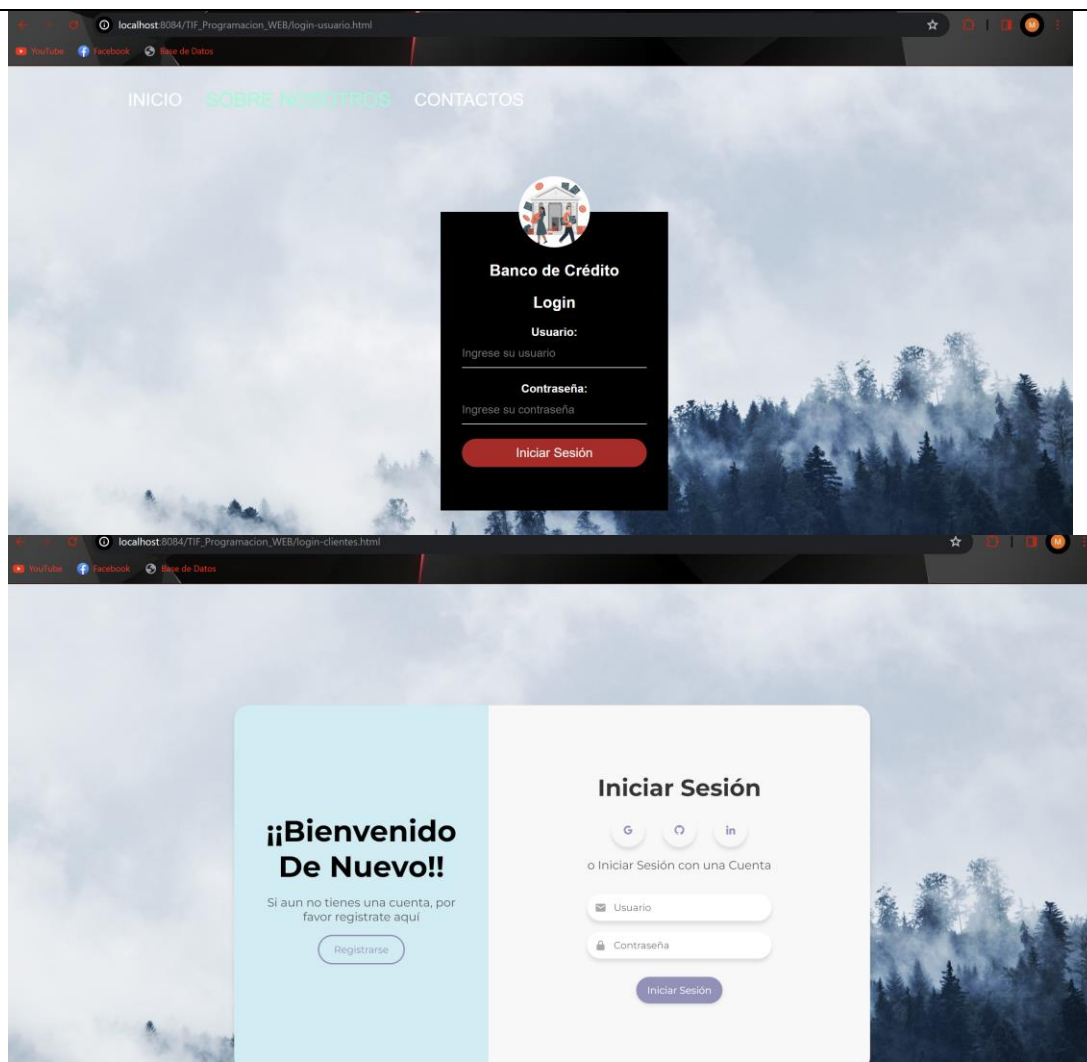 localhost:8084/TIF_Programacion_WEB/login-usuario.html
YouTube Facebook Base de Datos
INICIO SOBRE NOSOTROS CONTACTOS
Banco de Crédito
Login
Usuario:
Ingrese su usuario
Contraseña:
Ingrese su contraseña
Iniciar Sesión
localhost:8084/TIF_Programacion_WEB/login-clientes.html
YouTube Facebook Base de Datos
¡¡Bienvenido
De Nuevo!!
Si aun no tienes una cuenta, por
favor registrate aquí
Registrarse
Iniciar Sesión
G in
o Iniciar Sesión con una Cuenta
Usuario
Contraseña
Iniciar Sesión